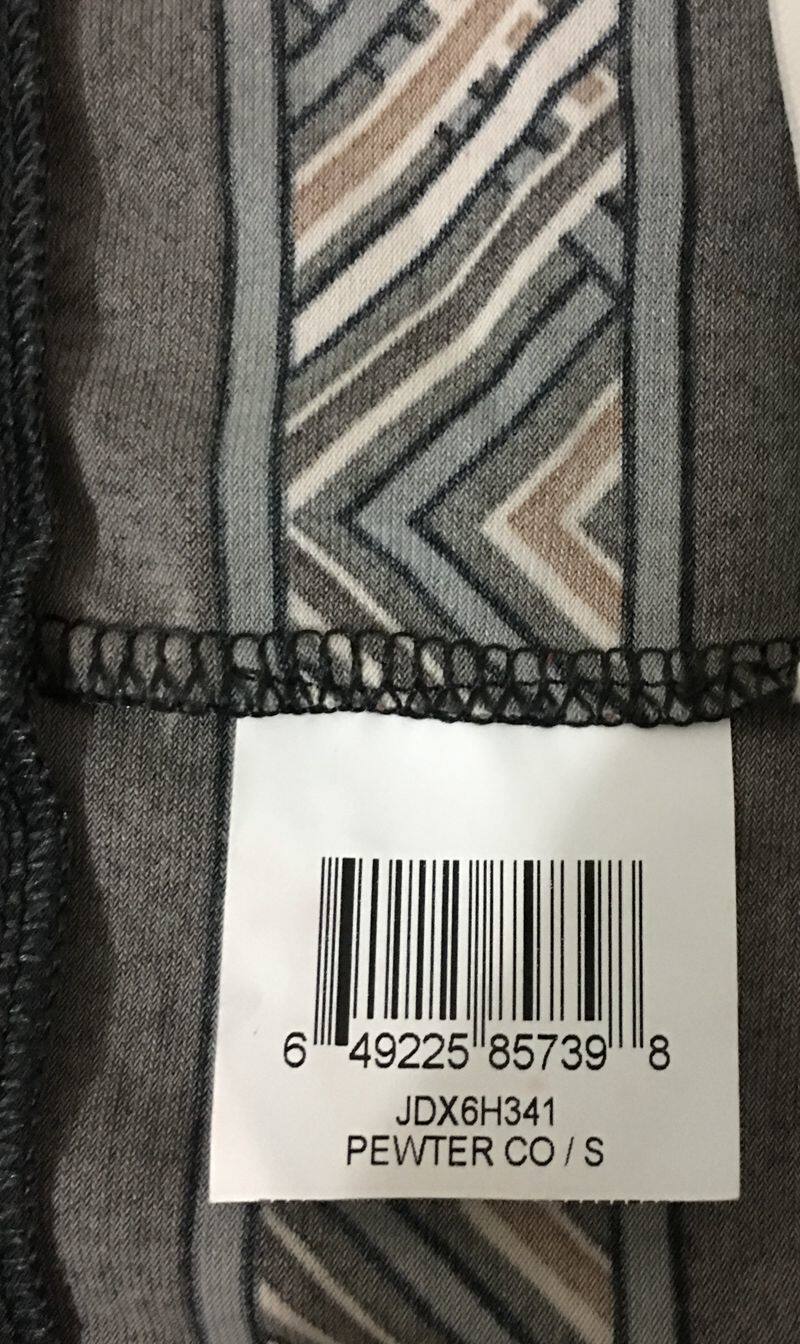 6 49225 85739 8
JDX6H341
PEWTER CO / S